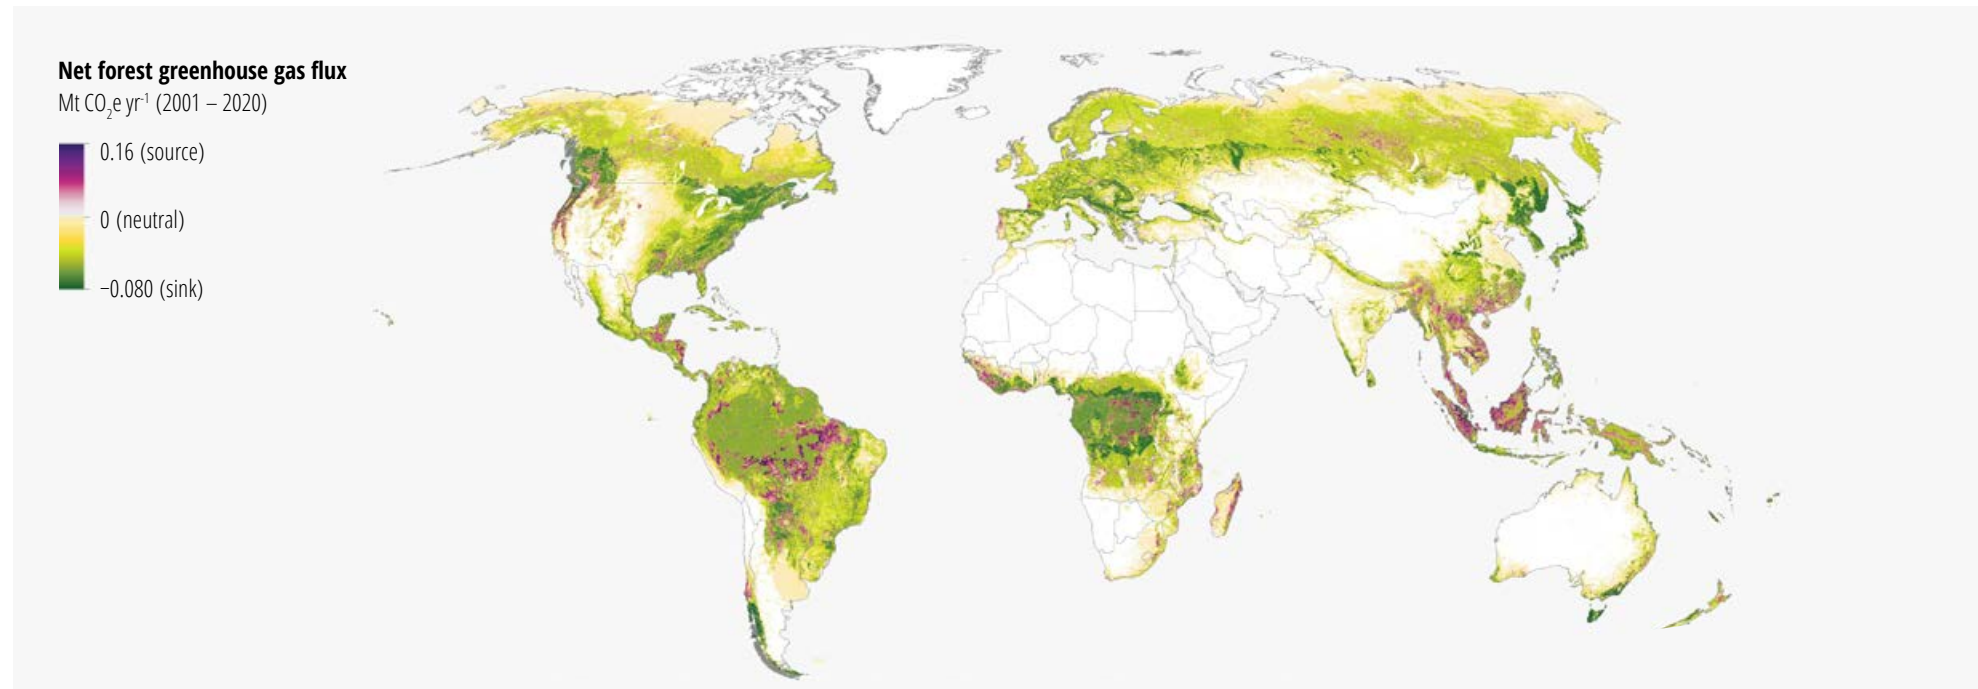 Net forest greenhouse gas flux
Mt CO₂e yr⁻¹ (2001 – 2020)
0.16 (source)
0 (neutral)
−0.080 (sink)